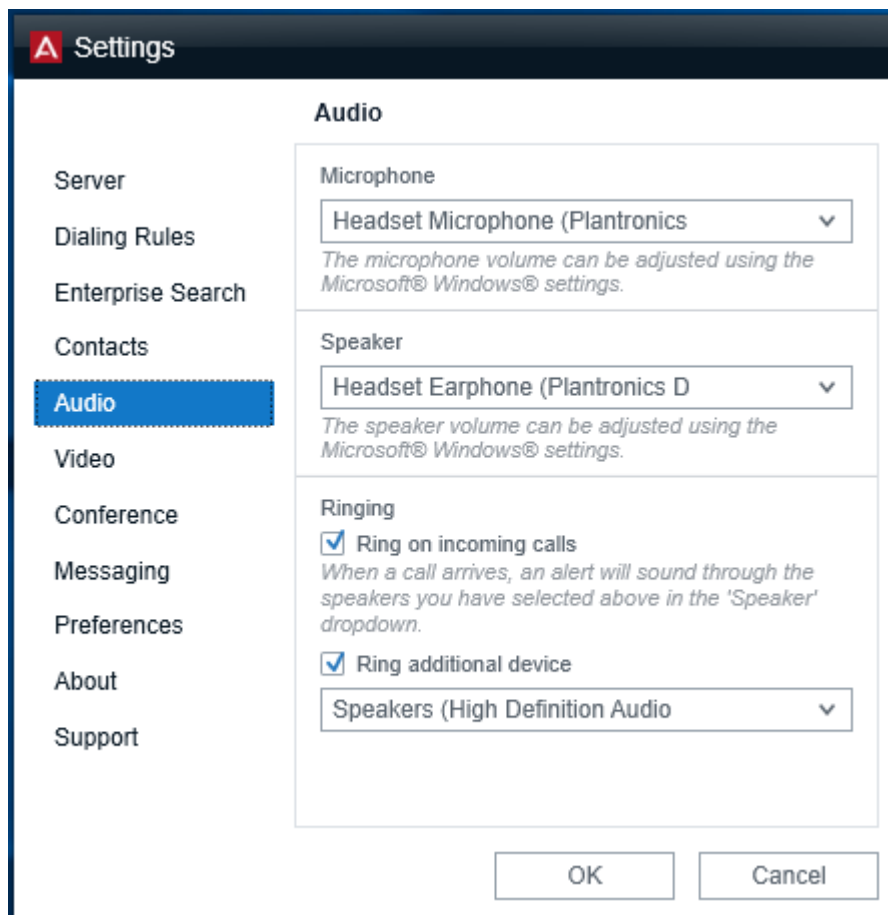 Settings
Audio
Server
Dialing Rules
Enterprise Search
Contacts
Audio
Video
Conference
Messaging
Preferences
About
Support
Microphone
Headset Microphone (Plantronics
The microphone volume can be adjusted using the
Microsoft® Windows® settings.
Speaker
Headset Earphone (Plantronics D
The speaker volume can be adjusted using the
Microsoft® Windows® settings.
Ringing
Ring on incoming calls
When a call arrives, an alert will sound through the
speakers you have selected above in the 'Speaker'
dropdown.
Ring additional device
Speakers (High Definition Audio
OK
Cancel